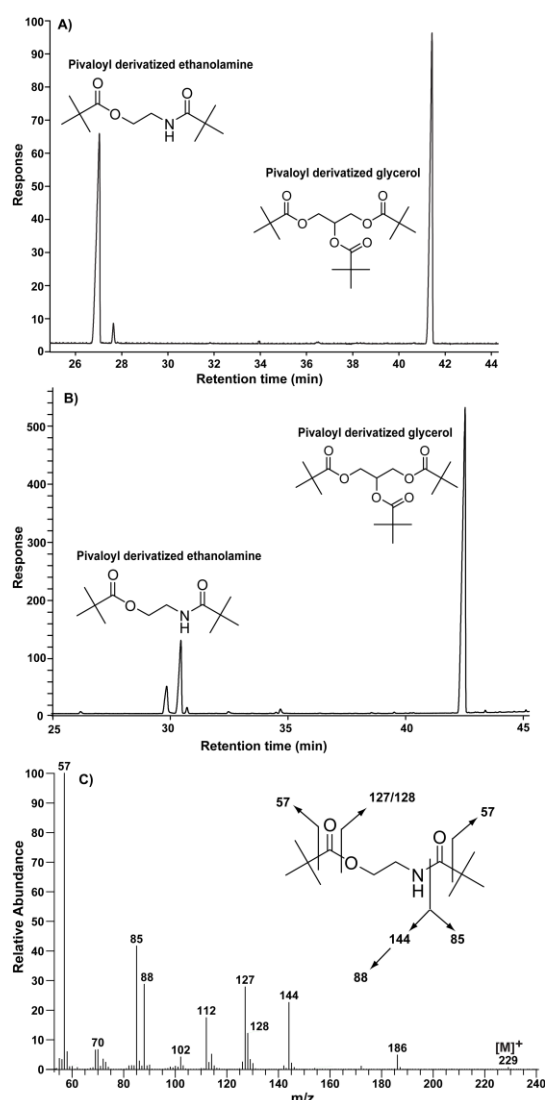 A)
100
90
80
70
60
50
40
30
20
10
0
Response
Pivaloyl derivatized ethanolamine
O
O
O
N
H
Pivaloyl derivatized glycerol
O
O
O
O
O
O
26 28 30 32 34 36 38 40 42 44
Retention time (min)
B)
500
400
300
200
100
0
Response
Pivaloyl derivatized glycerol
O
O
O
O
O
O
Pivaloyl derivatized ethanolamine
O
O
O
N
H
25 30 35 40 45
Retention time (min)
C)
100
90
80
70
60
50
40
30
20
10
0
Relative Abundance
57
57
127/128
57
O
O
O
N
H
144
85
88
85
88
127
144
112
128
70
102
186
[M]+
229
60 80 100 120 140 160 180 200 220 240
m/z